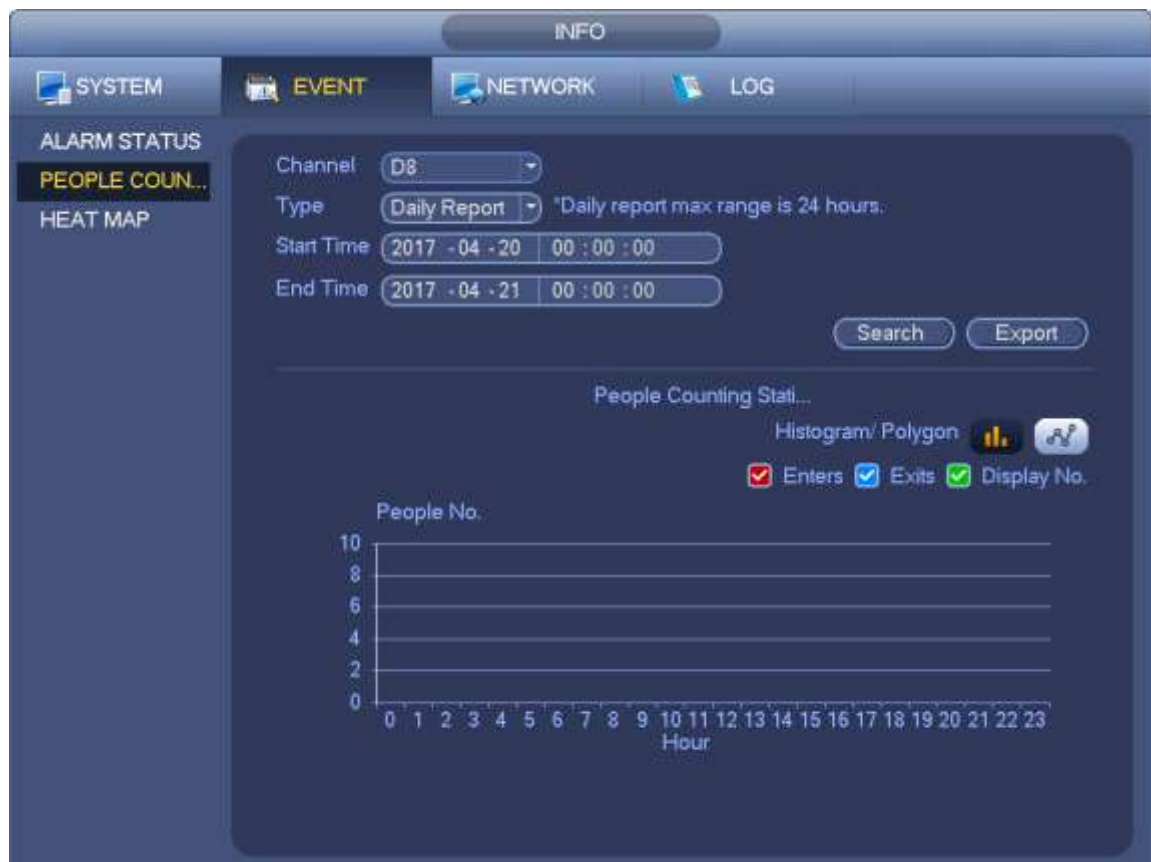 INFO
SYSTEM EVENT NETWORK LOG
ALARM STATUS
PEOPLE COUN...
HEAT MAP
Channel D8
Type Daily Report *Daily report max range is 24 hours.
Start Time 2017 - 04 - 20 00 : 00 : 00
End Time 2017 - 04 - 21 00 : 00 : 00
Search Export
People Counting Stati...
Histogram/ Polygon
Enters Exits Display No.
People No.
10
8
6
4
2
0
0 1 2 3 4 5 6 7 8 9 10 11 12 13 14 15 16 17 18 19 20 21 22 23
Hour